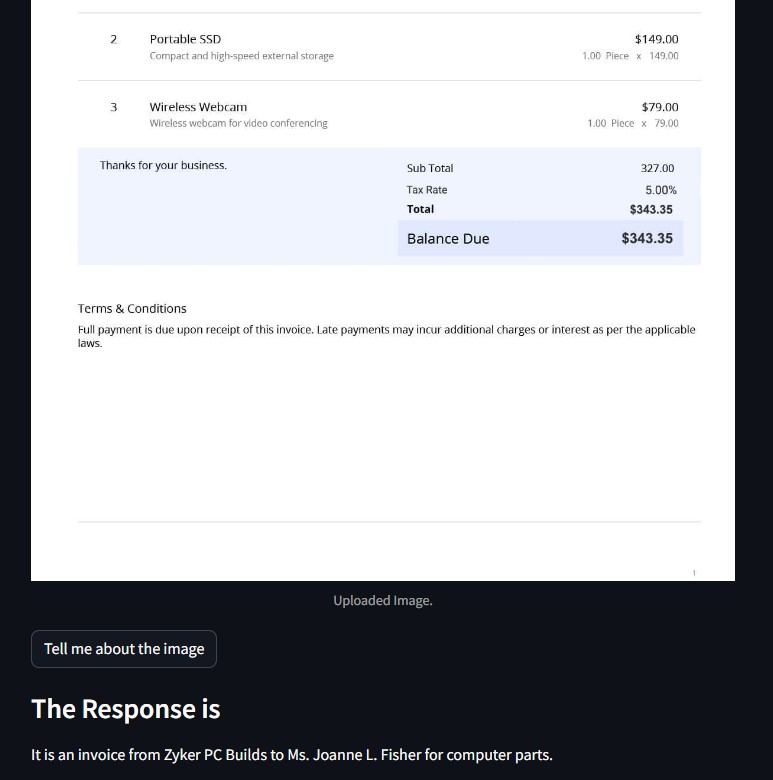 2 Portable SSD $149.00
Compact and high-speed external storage 1.00 Piece x 149.00
3 Wireless Webcam $79.00
Wireless webcam for video conferencing 1.00 Piece x 79.00
Thanks for your business.
Sub Total 327.00
Tax Rate 5.00%
Total $343.35
Balance Due $343.35
Terms & Conditions
Full payment is due upon receipt of this invoice. Late payments may incur additional charges or interest as per the applicable
laws.
1
Uploaded Image.
Tell me about the image
The Response is
It is an invoice from Zyker PC Builds to Ms. Joanne L. Fisher for computer parts.